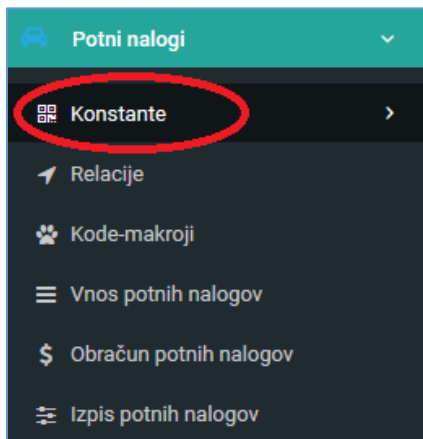 Potni nalogi
Konstante
Relacije
Kode-makroji
Vnos potnih nalogov
Obračun potnih nalogov
Izpis potnih nalogov